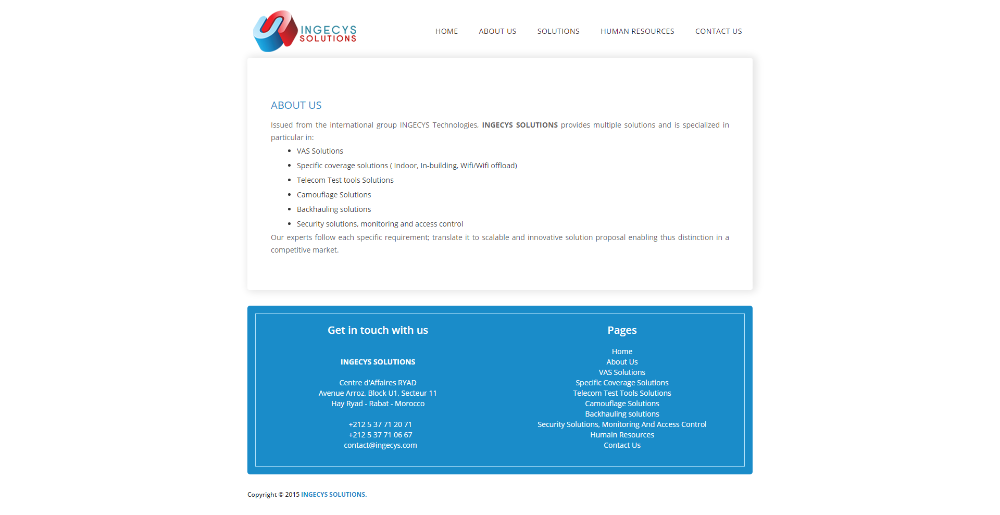 INGECYS
SOLUTIONS
HOME ABOUT US SOLUTIONS HUMAN RESOURCES CONTACT US
ABOUT US
Issued from the international group INGECYS Technologies, INGECYS SOLUTIONS provides multiple solutions and is specialized in
particular in:
• VAS Solutions
• Specific coverage solutions ( Indoor, In-building, Wifi/Wifi offload)
• Telecom Test tools Solutions
• Camouflage Solutions
• Backhauling solutions
• Security solutions, monitoring and access control
Our experts follow each specific requirement; translate it to scalable and innovative solution proposal enabling thus distinction in a
competitive market.
Get in touch with us
INGECYS SOLUTIONS
Centre d'Affaires RYAD
Avenue Arroz, Block U1, Secteur 11
Hay Ryad - Rabat - Morocco
+212 5 37 71 20 71
+212 5 37 71 06 67
contact@ingecys.com
Pages
Home
About Us
VAS Solutions
Specific Coverage Solutions
Telecom Test Tools Solutions
Camouflage Solutions
Backhauling solutions
Security Solutions, Monitoring And Access Control
Humain Resources
Contact Us
Copyright © 2015 INGECYS SOLUTIONS.